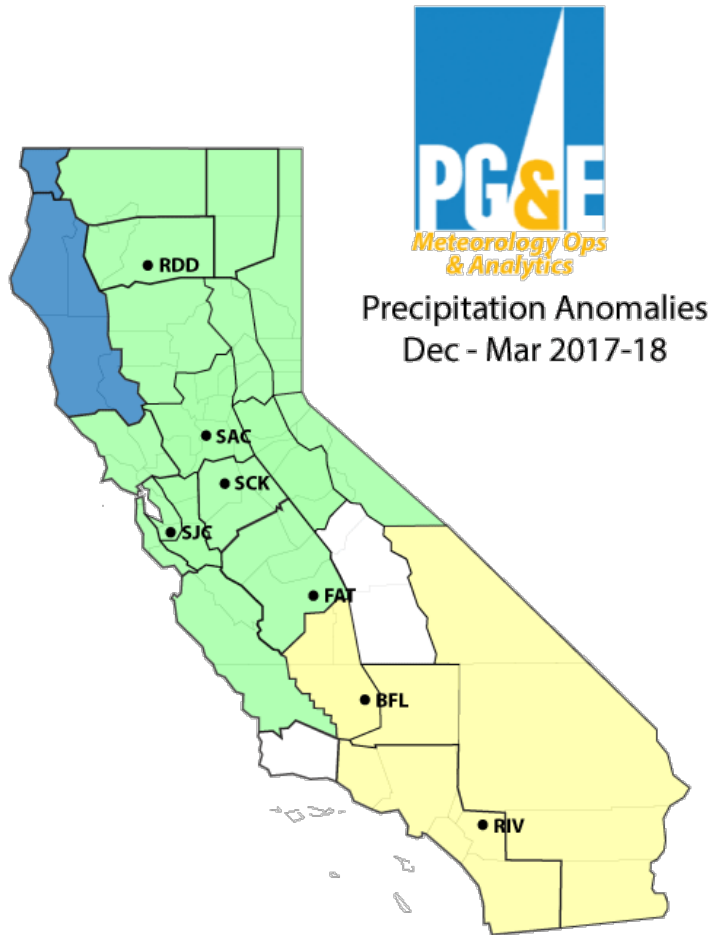 PG&E
Meteorology Ops
& Analytics
Precipitation Anomalies
Dec - Mar 2017-18
RDD
SAC
SCK
SJC
FAT
BFL
RIV